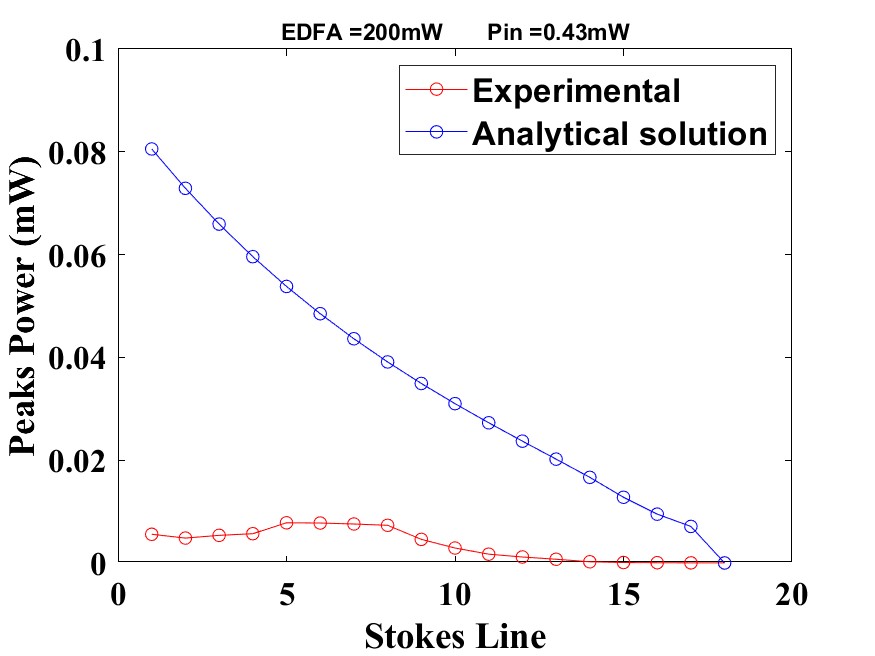 EDFA =200mW Pin =0.43mW
Experimental
Analytical solution
Peaks Power (mW)
0.1
0.08
0.06
0.04
0.02
0
0 5 10 15 20
Stokes Line